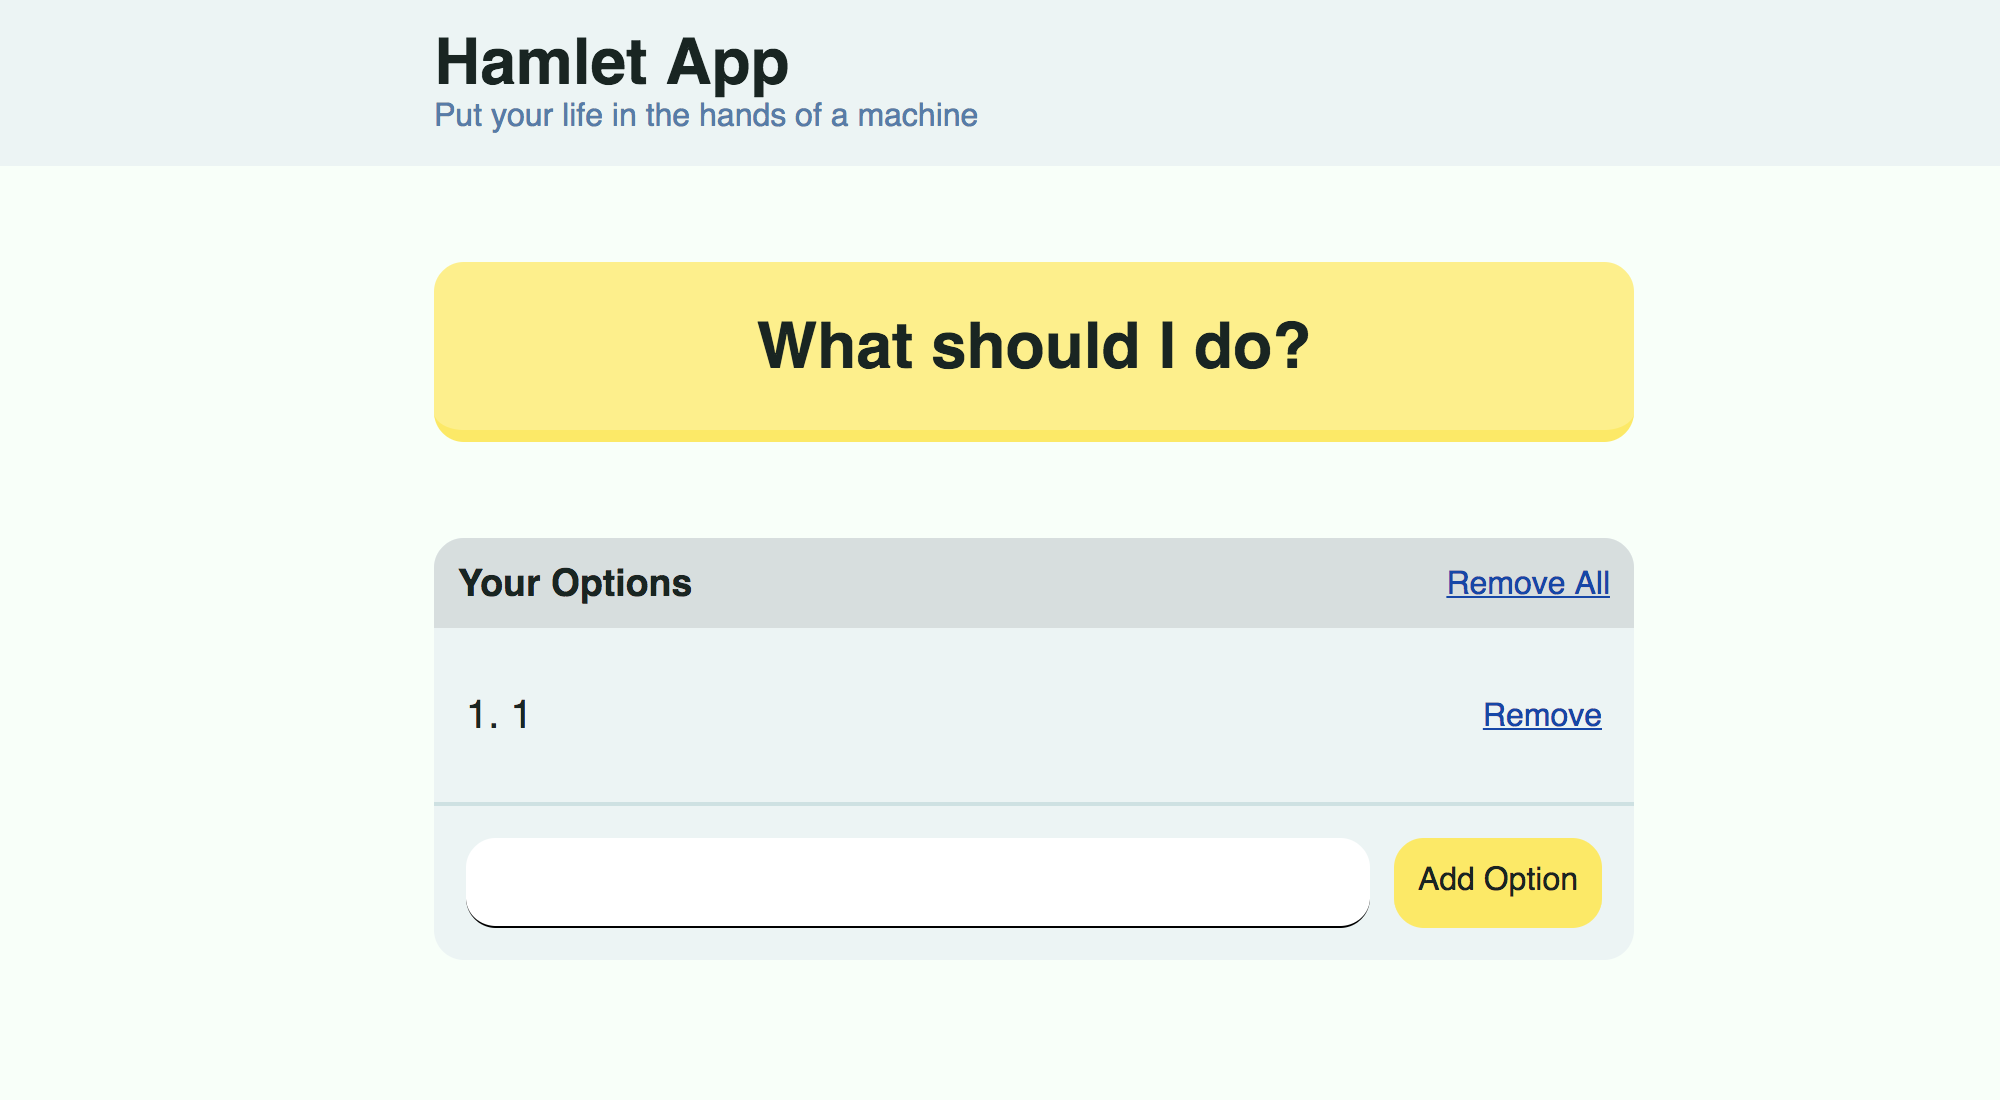 Hamlet App
Put your life in the hands of a machine
What should I do?
Your Options Remove All
1. 1 Remove
Add Option